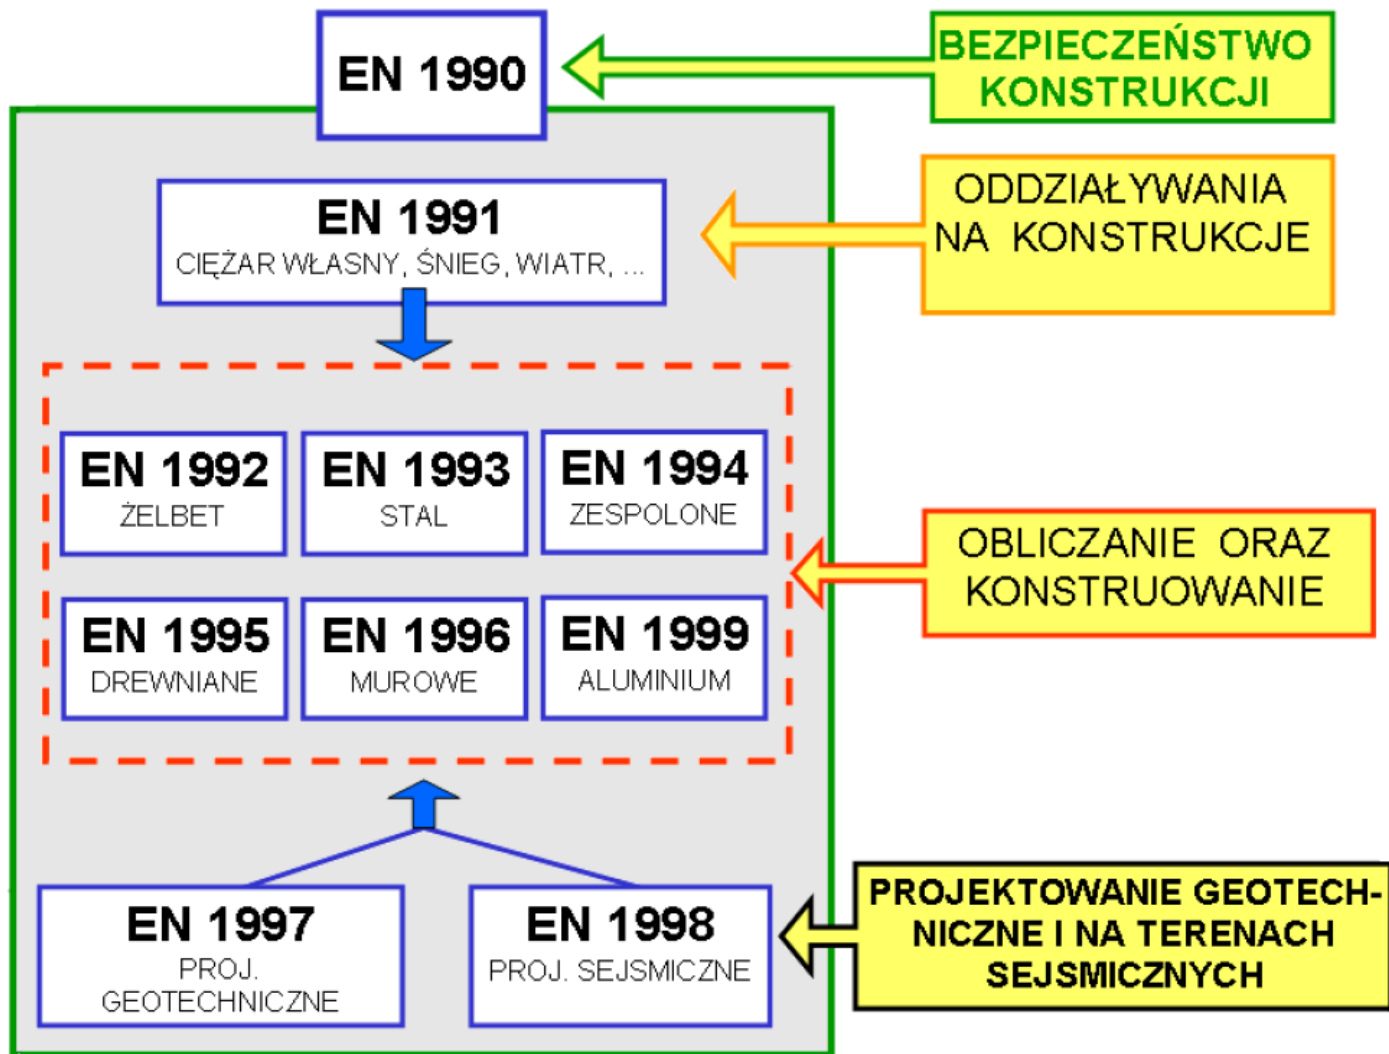 EN 1990
BEZPIECZEŃSTWO
KONSTRUKCJI
EN 1991
CIĘŻAR WŁASNY, ŚNIEG, WIATR, ...
ODDZIAŁYWANIA
NA KONSTRUKCJE
EN 1992
ŻELBET
EN 1993
STAL
EN 1994
ZESPOLONE
OBLICZANIE ORAZ
KONSTRUOWANIE
EN 1995
DREWNIANE
EN 1996
MUROWE
EN 1999
ALUMINIUM
EN 1997
PROJ.
GEOTECHNICZNE
EN 1998
PROJ. SEJSMICZNE
PROJEKTOWANIE GEOTECH-
NICZNE I NA TERENACH
SEJSMICZNYCH